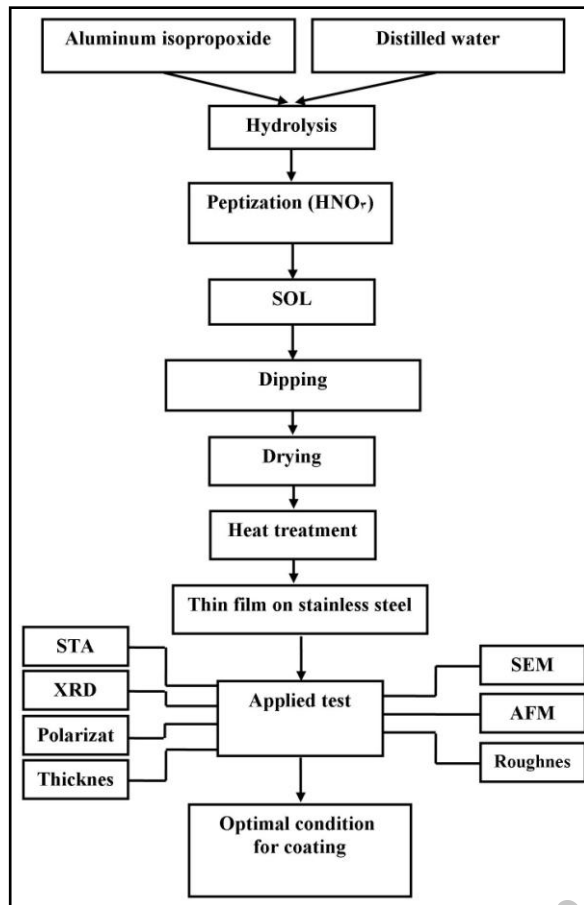 Aluminum isopropoxide
Distilled water
Hydrolysis
Peptization (HNO۳)
SOL
Dipping
Drying
Heat treatment
Thin film on stainless steel
STA
XRD
Polarizat
Thicknes
Applied test
SEM
AFM
Roughnes
Optimal condition
for coating